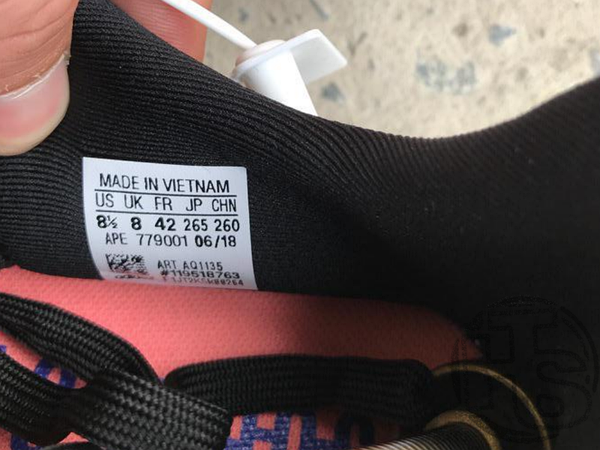 MADE IN VIETNAM
US UK FR JP CHN
8½ 8 42 265 260
APE 779001 06/18
ART AQ1135
#119518763